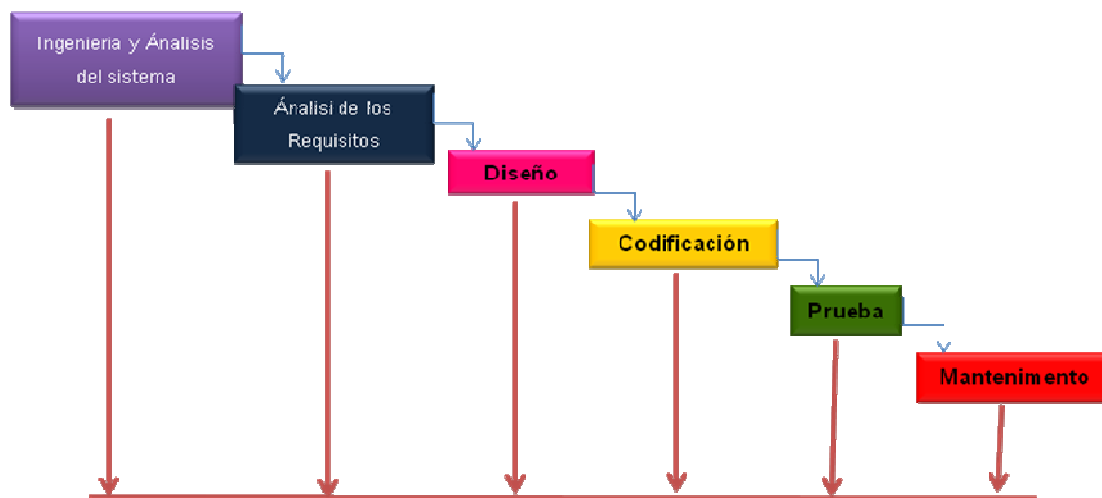 Ingenieria y Ánalisis
del sistema
Ánalisi de los
Requisitos
Diseño
Codificación
Prueba
Mantenimento